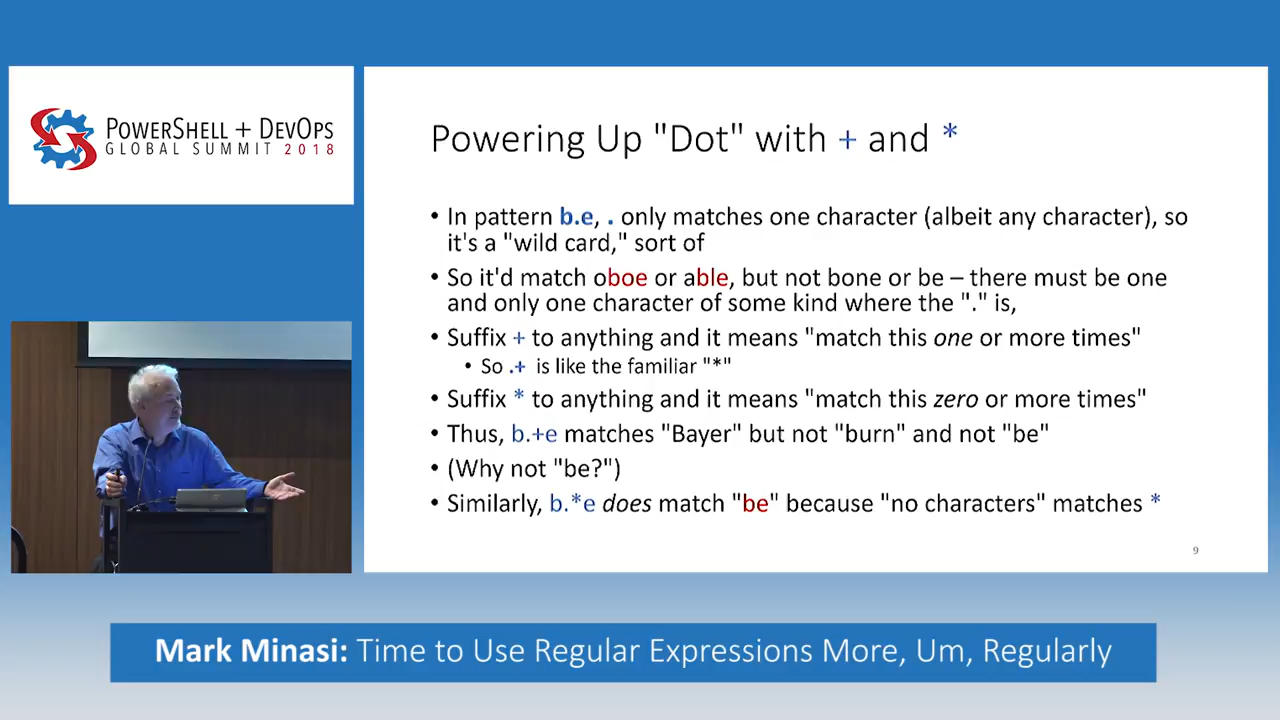 POWERSHELL + DEVOPS
GLOBAL SUMMIT 2018
Powering Up "Dot" with + and *
• In pattern b.e, . only matches one character (albeit any character), so
it's a "wild card," sort of
• So it'd match oboe or able, but not bone or be – there must be one
and only one character of some kind where the "." is,
• Suffix + to anything and it means "match this one or more times"
• So .+ is like the familiar "*"
• Suffix * to anything and it means "match this zero or more times"
• Thus, b.+e matches "Bayer" but not "burn" and not "be"
• (Why not "be?")
• Similarly, b.*e does match "be" because "no characters" matches *
9
Mark Minasi: Time to Use Regular Expressions More, Um, Regularly